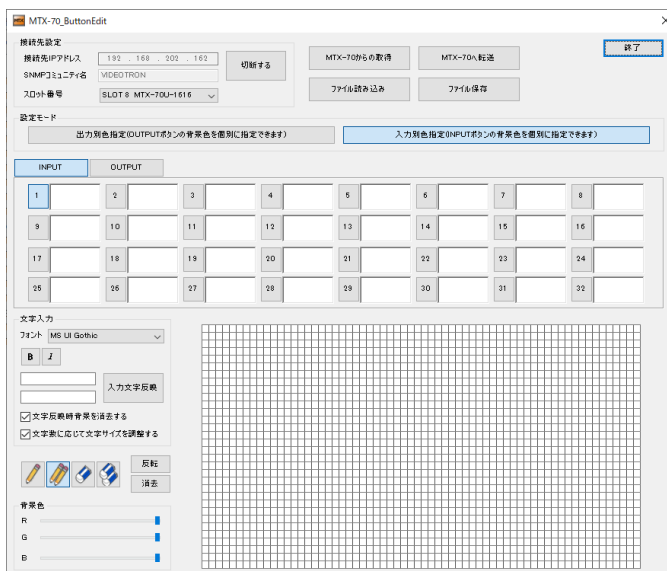 MTX-70_ButtonEdit
接続先設定
接続先IPアドレス 192 . 168 . 202 . 162
SNMPコミュニティ名 VIDEOTRON
スロット番号 SLOT 8 MTX-70U-1616
切断する
MTX-70からの取得 MTX-70へ転送
ファイル読み込み ファイル保存
終了
設定モード
出力別色指定(OUTPUTボタンの背景色を個別に指定できます) 入力別色指定(INPUTボタンの背景色を個別に指定できます)
INPUT OUTPUT
1 2 3 4 5 6 7 8
9 10 11 12 13 14 15 16
17 18 19 20 21 22 23 24
25 26 27 28 29 30 31 32
文字入力
フォント MS UI Gothic
B I
入力文字反映
文字反映時背景を消去する
文字数に応じて文字サイズを調整する
反転
消去
背景色
R
G
B